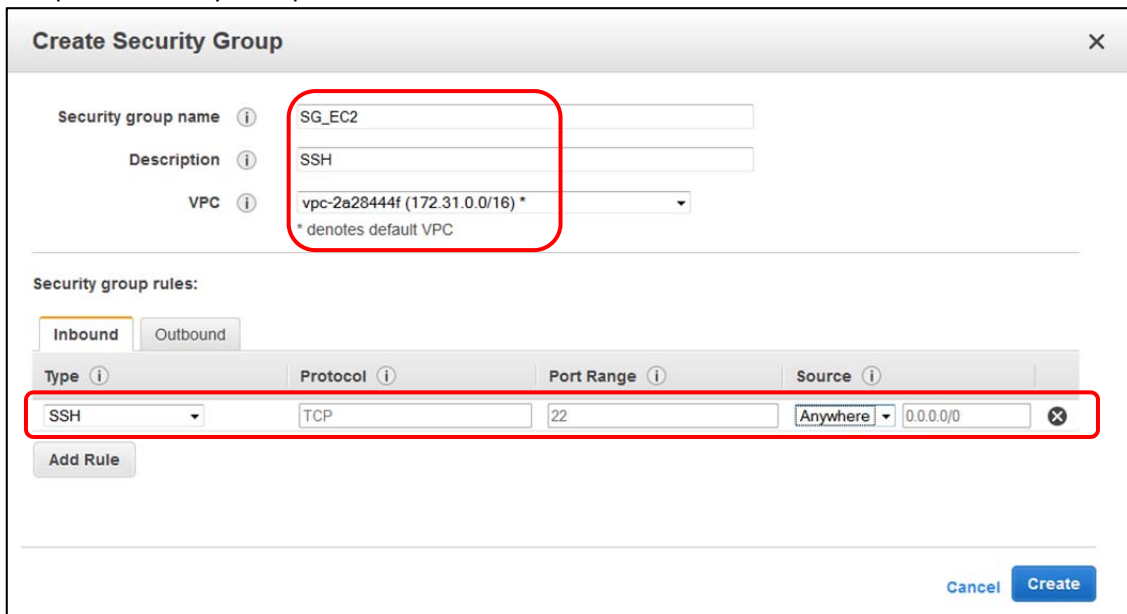 Create Security Group
Security group name i SG_EC2
Description i SSH
VPC i vpc-2a28444f (172.31.0.0/16) *
* denotes default VPC
Security group rules:
Inbound Outbound
Type i Protocol i Port Range i Source i
SSH TCP 22 Anywhere 0.0.0.0/0
Add Rule
Cancel Create